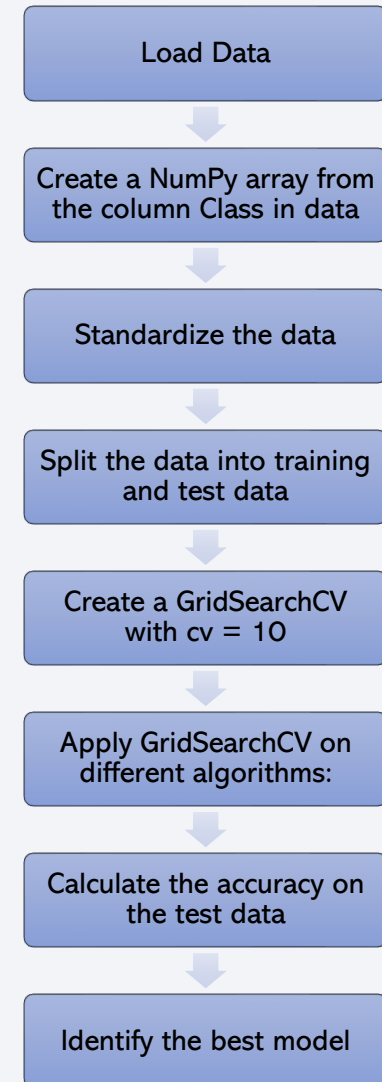 Load Data
Create a NumPy array from
the column Class in data
Standardize the data
Split the data into training
and test data
Create a GridSearchCV
with cv = 10
Apply GridSearchCV on
different algorithms:
Calculate the accuracy on
the test data
Identify the best model